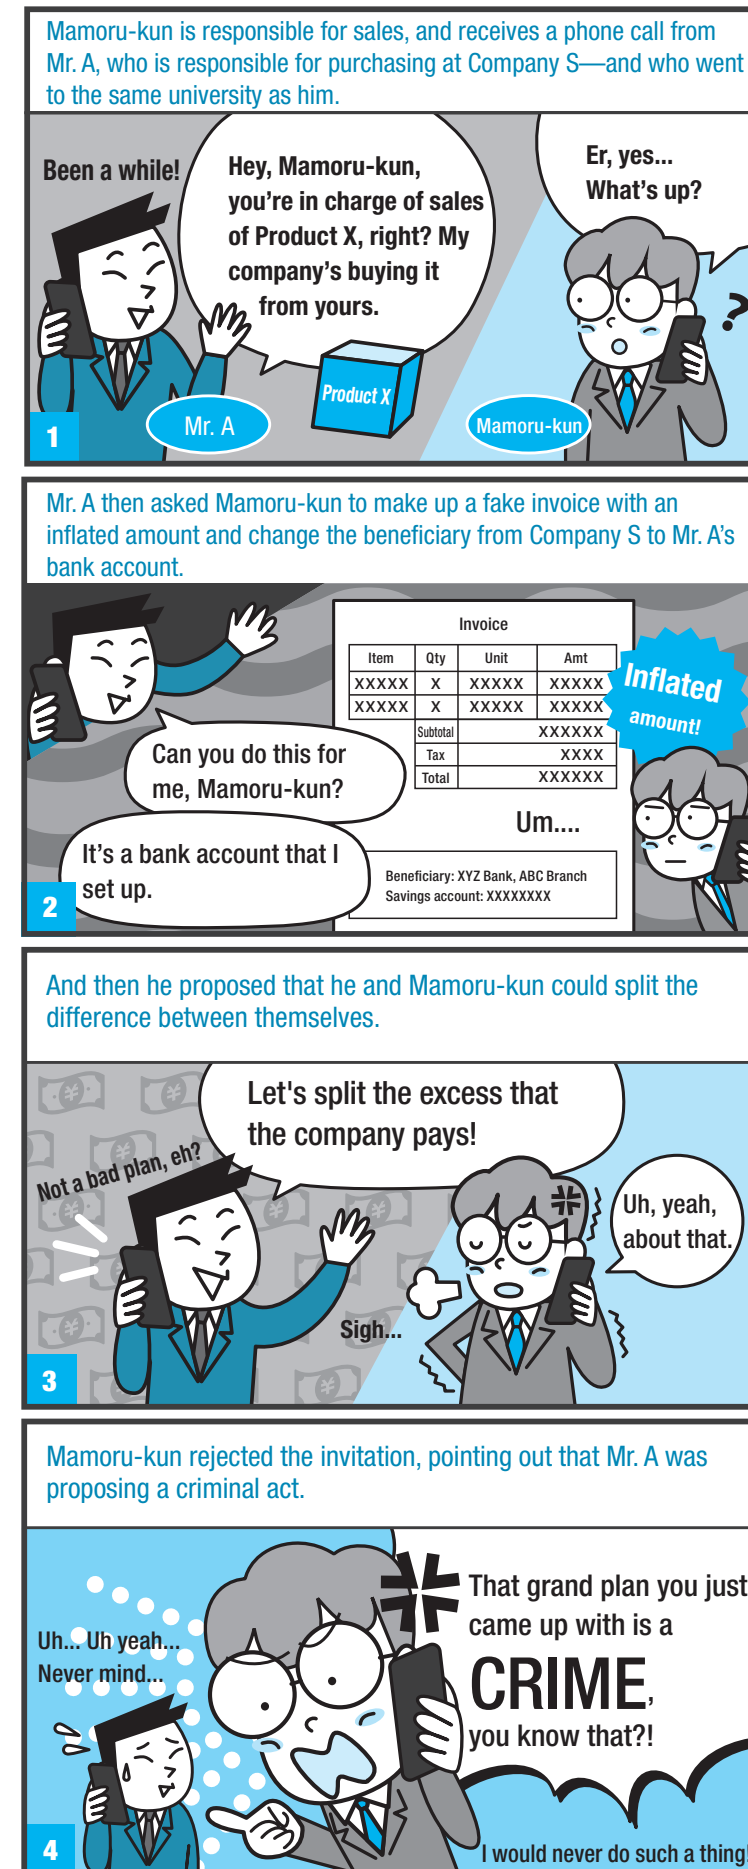 Mamoru-kun is responsible for sales, and receives a phone call from
Mr. A, who is responsible for purchasing at Company S—and who went
to the same university as him.
Been a while!
Hey, Mamoru-kun,
you're in charge of sales
of Product X, right? My
company's buying it
from yours.
Er, yes...
What's up?
?
Product X
Mr. A
Mamoru-kun
1
Mr. A then asked Mamoru-kun to make up a fake invoice with an
inflated amount and change the beneficiary from Company S to Mr. A's
bank account.
Invoice
Item Qty Unit Amt
XXXXX X XXXXX XXXXX
XXXXX X XXXXX XXXXX
Subtotal XXXXXX
Tax XXXX
Total XXXXXX
Inflated
amount!
Can you do this for
me, Mamoru-kun?
Um....
It's a bank account that I
set up.
Beneficiary: XYZ Bank, ABC Branch
Savings account: XXXXXXXX
2
And then he proposed that he and Mamoru-kun could split the
difference between themselves.
Let's split the excess that
the company pays!
Not a bad plan, eh?
Uh, yeah,
about that.
Sigh...
3
Mamoru-kun rejected the invitation, pointing out that Mr. A was
proposing a criminal act.
That grand plan you just
came up with is a
CRIME,
you know that?!
Uh... Uh yeah...
Never mind...
I would never do such a thing!
4